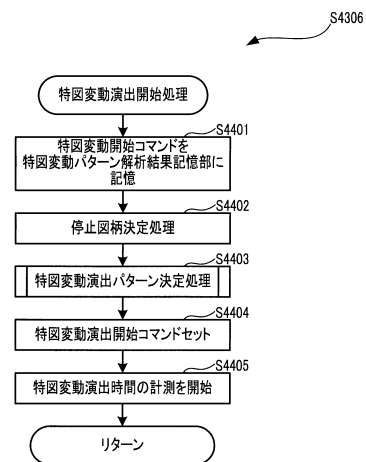 S4306
特図変動演出開始処理
S4401
特図変動開始コマンドを
特図変動パターン解析結果記憶部に
記憶
S4402
停止図柄決定処理
S4403
特図変動演出パターン決定処理
S4404
特図変動演出開始コマンドセット
S4405
特図変動演出時間の計測を開始
リターン